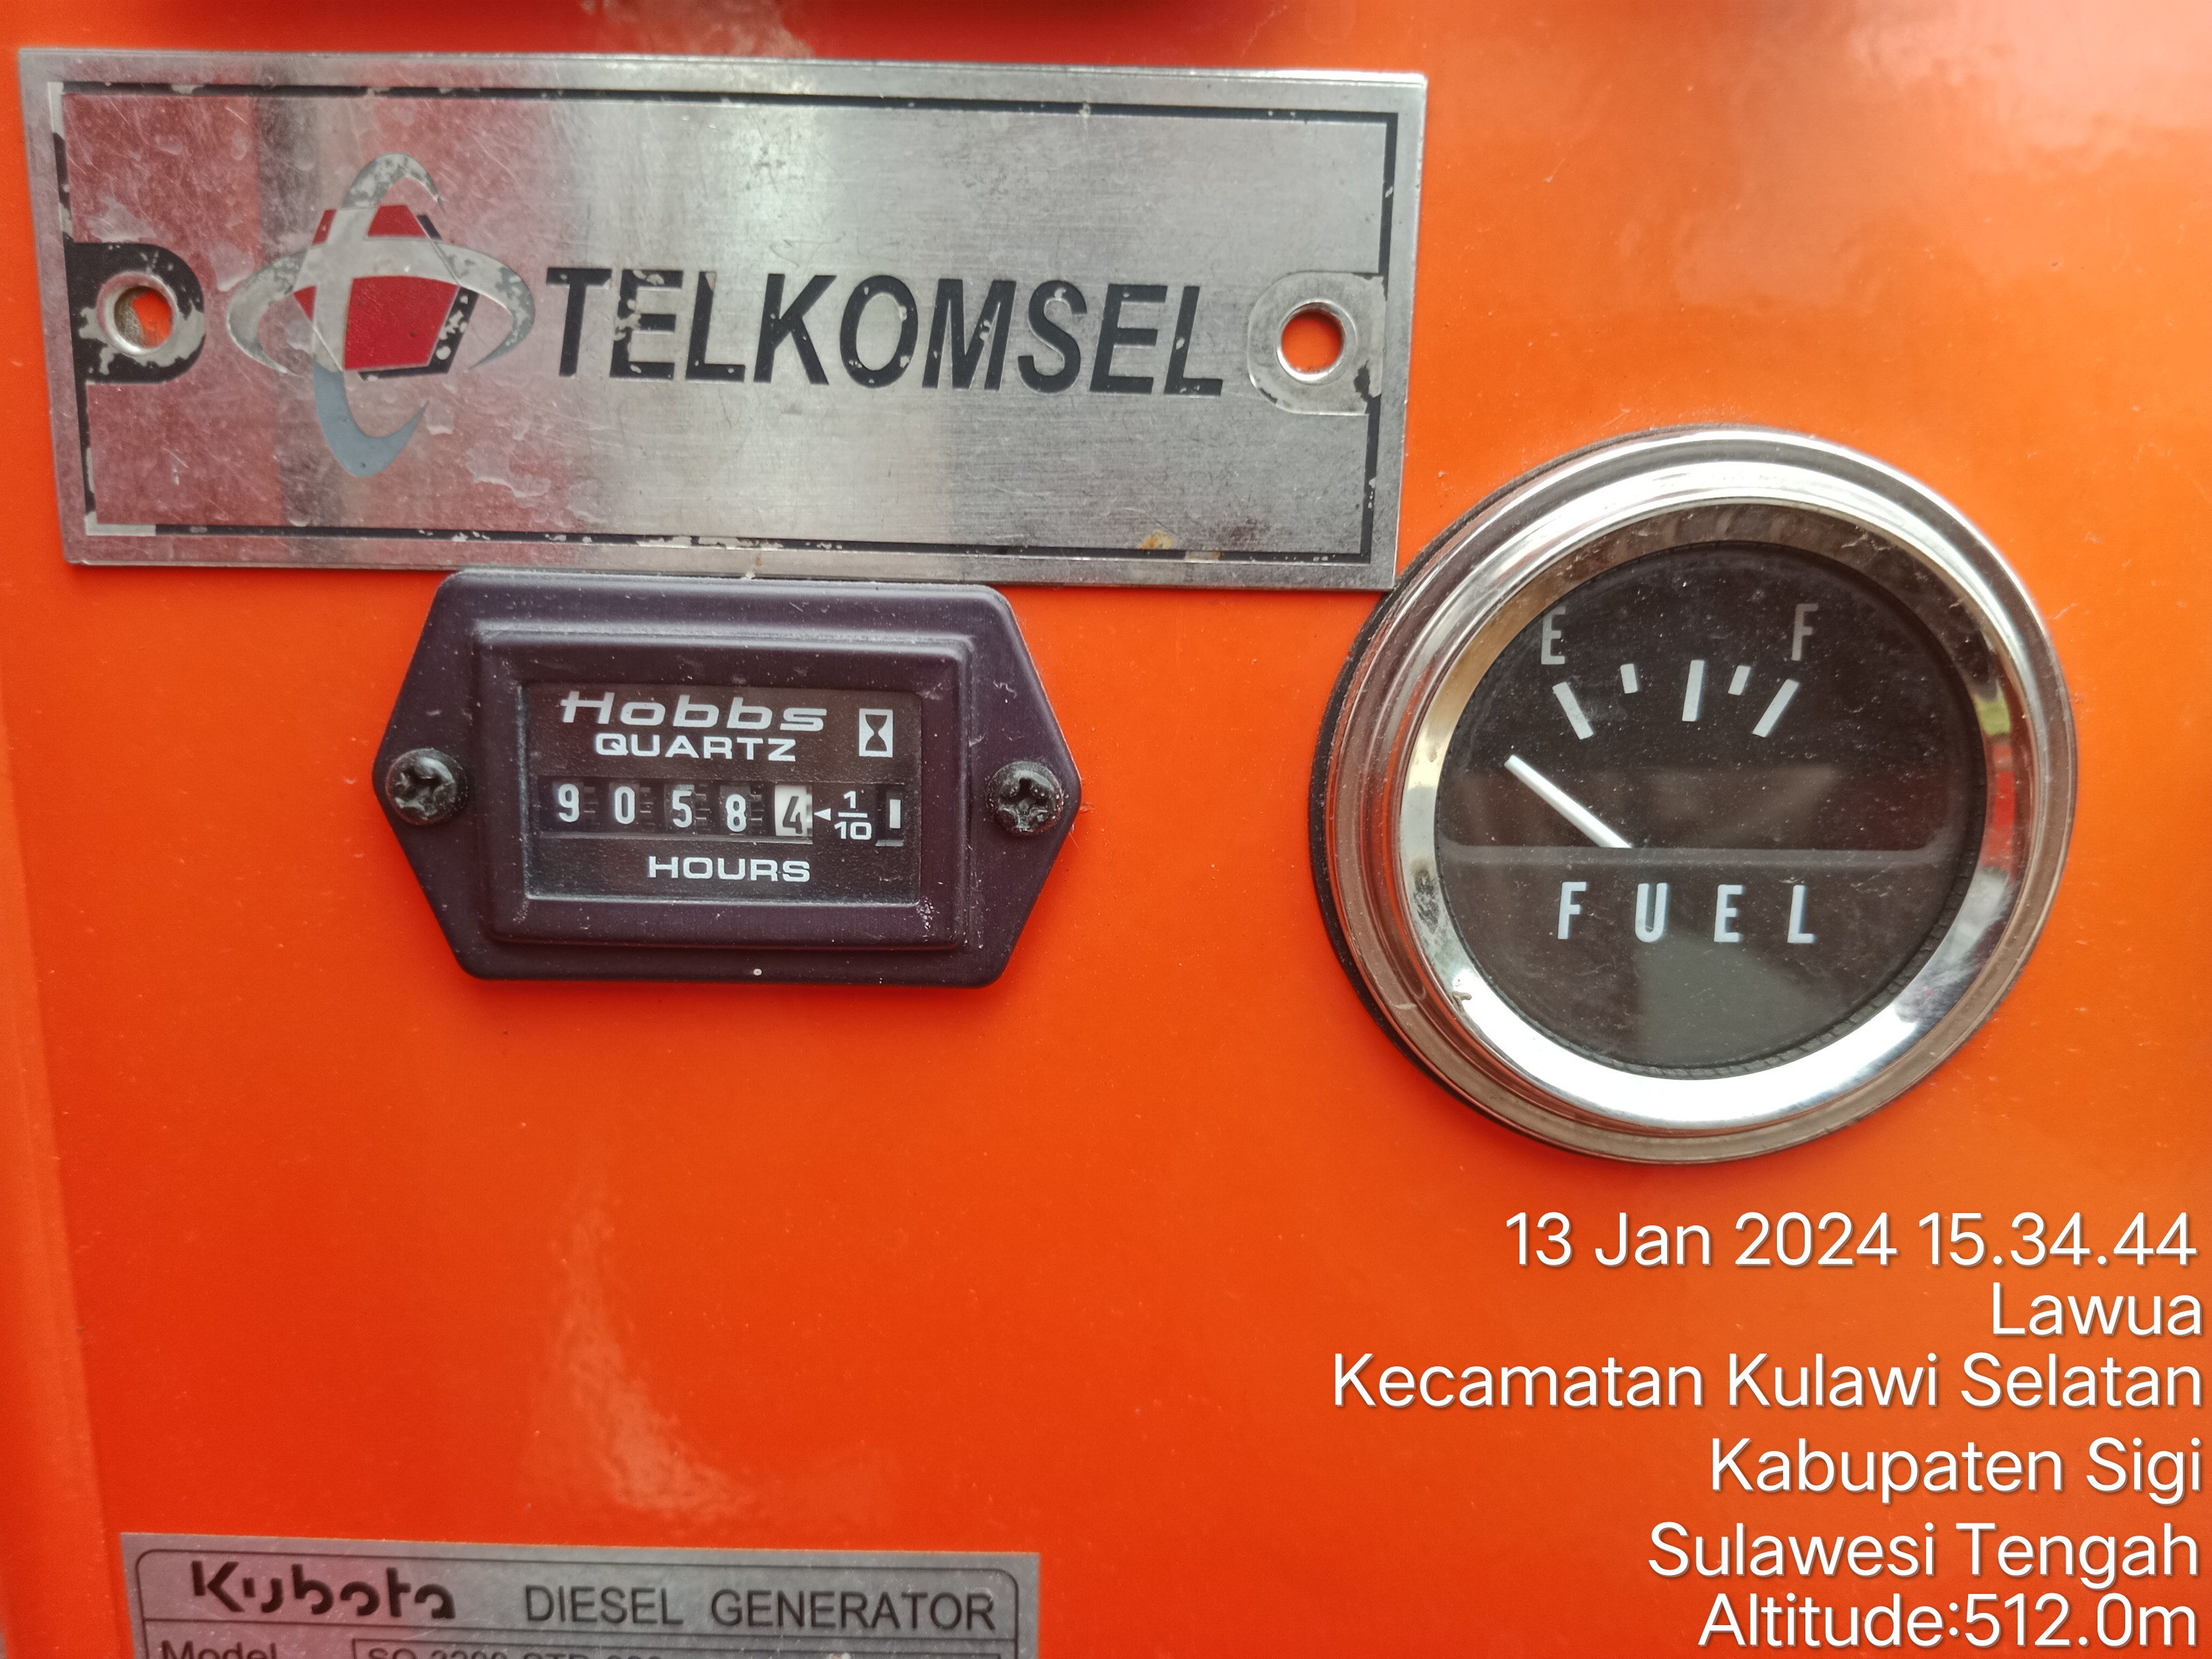 TELKOMSEL
Hobbs
QUARTZ
9 0 5 8 4 1/10
HOURS
E F
FUEL
13 Jan 2024 15.34.44
Lawua
Kecamatan Kulawi Selatan
Kabupaten Sigi
Sulawesi Tengah
Altitude:512.0m
Kubota DIESEL GENERATOR
Model